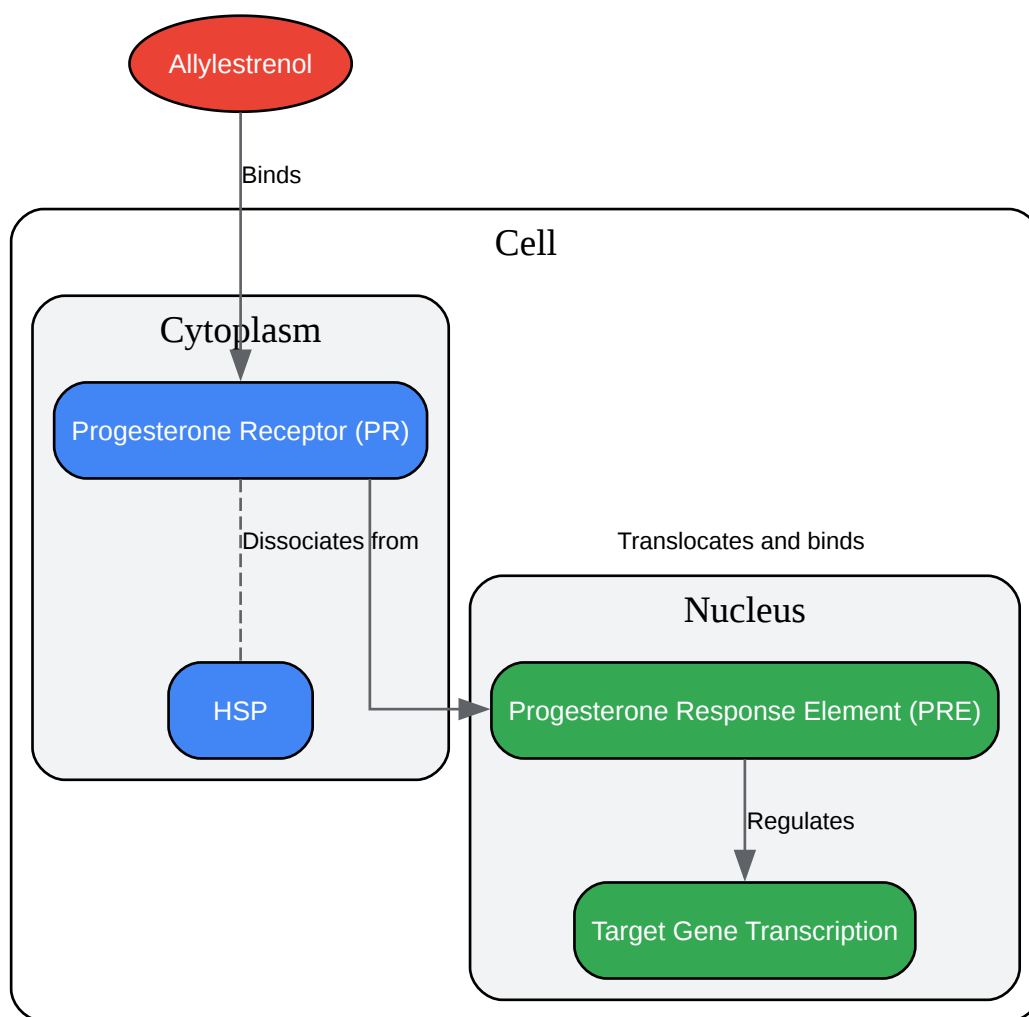 Allylestrenol
Binds
Cell
Cytoplasm
Progesterone Receptor (PR)
Dissociates from
Translocates and binds
Nucleus
HSP
Progesterone Response Element (PRE)
Regulates
Target Gene Transcription